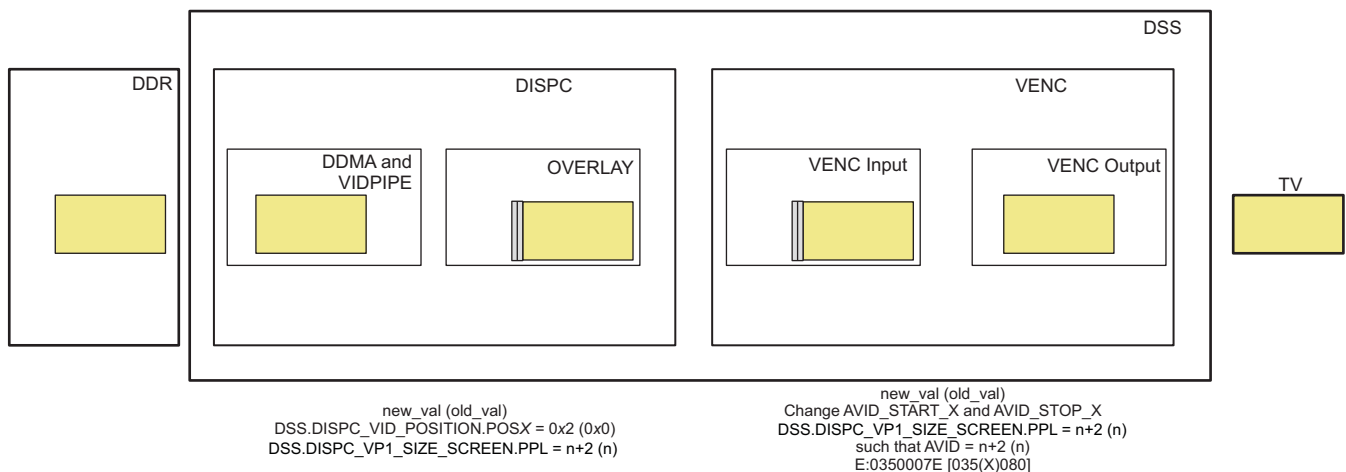 DSS
DDR
DISPC
VENC
DDMA and
VIDPIPE
OVERLAY
VENC Input
VENC Output
TV
new_val (old_val)
DSS.DISPC_VID_POSITION.POSX = 0x2 (0x0)
DSS.DISPC_VP1_SIZE_SCREEN.PPL = n+2 (n)
new_val (old_val)
Change AVID_START_X and AVID_STOP_X
DSS.DISPC_VP1_SIZE_SCREEN.PPL = n+2 (n)
such that AVID = n+2 (n)
E:0350007E [035(X)080]